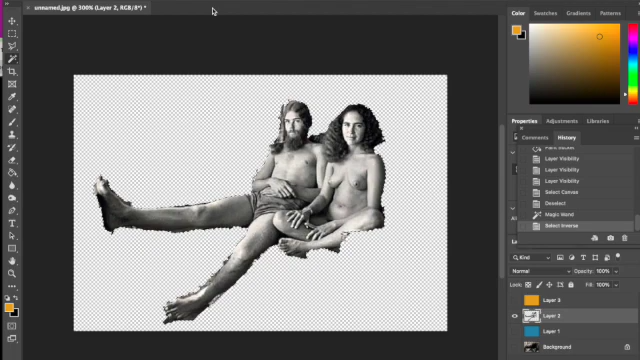 unnamed.jpg @ 300% (Layer 2, RGB/8*) *
Color
Swatches
Gradients
Patterns
Properties
Adjustments
Libraries
Comments
History
Layer Visibility
Layer Visibility
Layer Visibility
Select Canvas
Deselect
Magic Wand
Select Inverse
Kind
Normal
Opacity: 100%
Lock:
Fill: 100%
Layer 3
Layer 2
Layer 1
Background